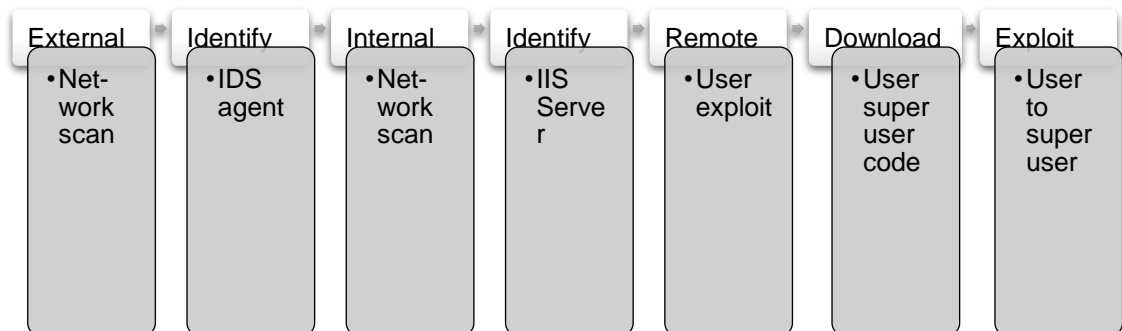 External
•Net-
work
scan
Identify
•IDS
agent
Internal
•Net-
work
scan
Identify
•IIS
Serve
r
Remote
•User
exploit
Download
•User
super
user
code
Exploit
•User
to
super
user